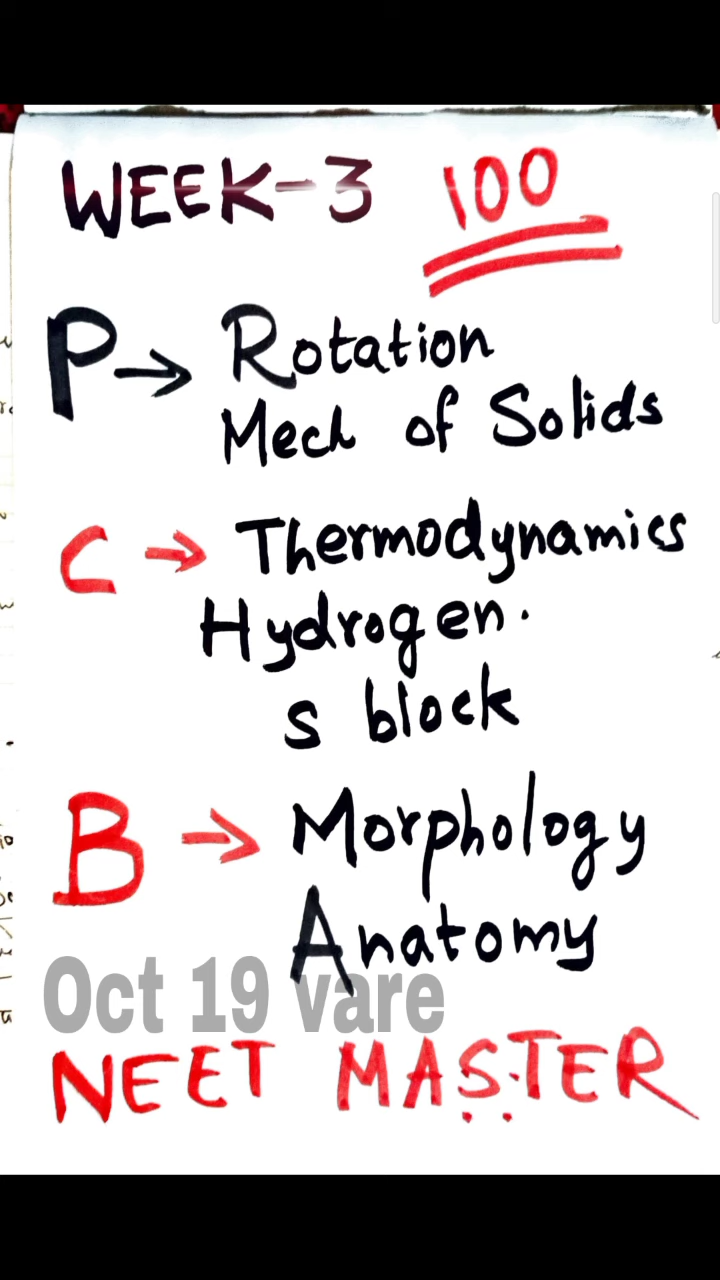 WEEK-3 100
P → Rotation
Mech of Solids
C → Thermodynamics
Hydrogen.
s block
B → Morphology
Anatomy
Oct 19 vare
NEET MASTER